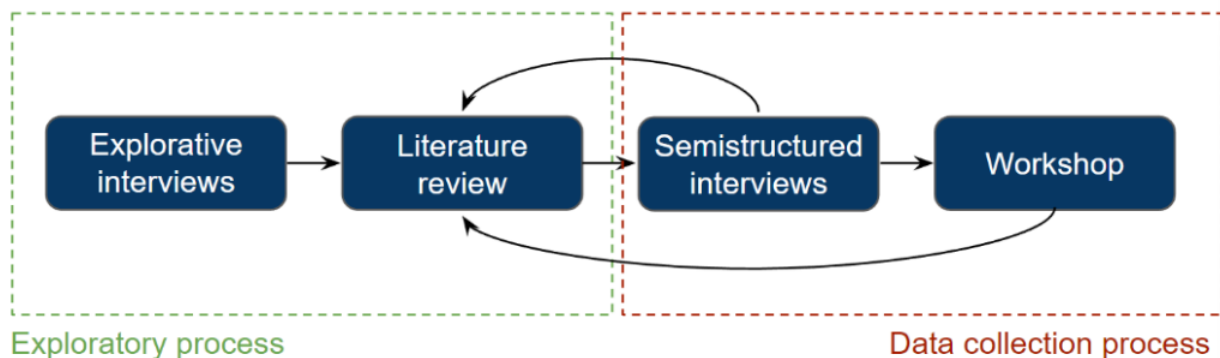 Explorative
interviews
Literature
review
Semistructured
interviews
Workshop
Exploratory process
Data collection process